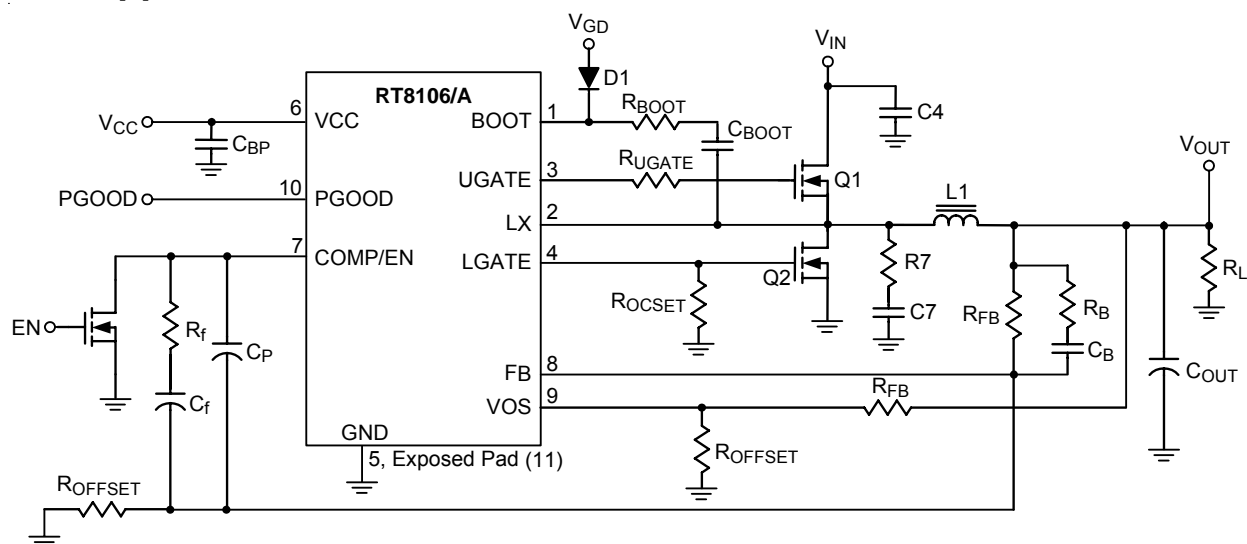 VGD
VIN
D1
RT8106/A
6
1
RBOOT
C4
VCC
VCC
BOOT
CBOOT
CBP
RUGATE
VOUT
3
UGATE
Q1
L1
10
PGOOD
PGOOD
2
LX
7
COMP/EN
4
LGATE
Q2
R7
RL
ROCSET
RFB
RB
EN
Rf
C7
CP
CB
8
FB
COUT
RFB
9
VOS
Cf
GND
5, Exposed Pad (11)
ROFFSET
ROFFSET